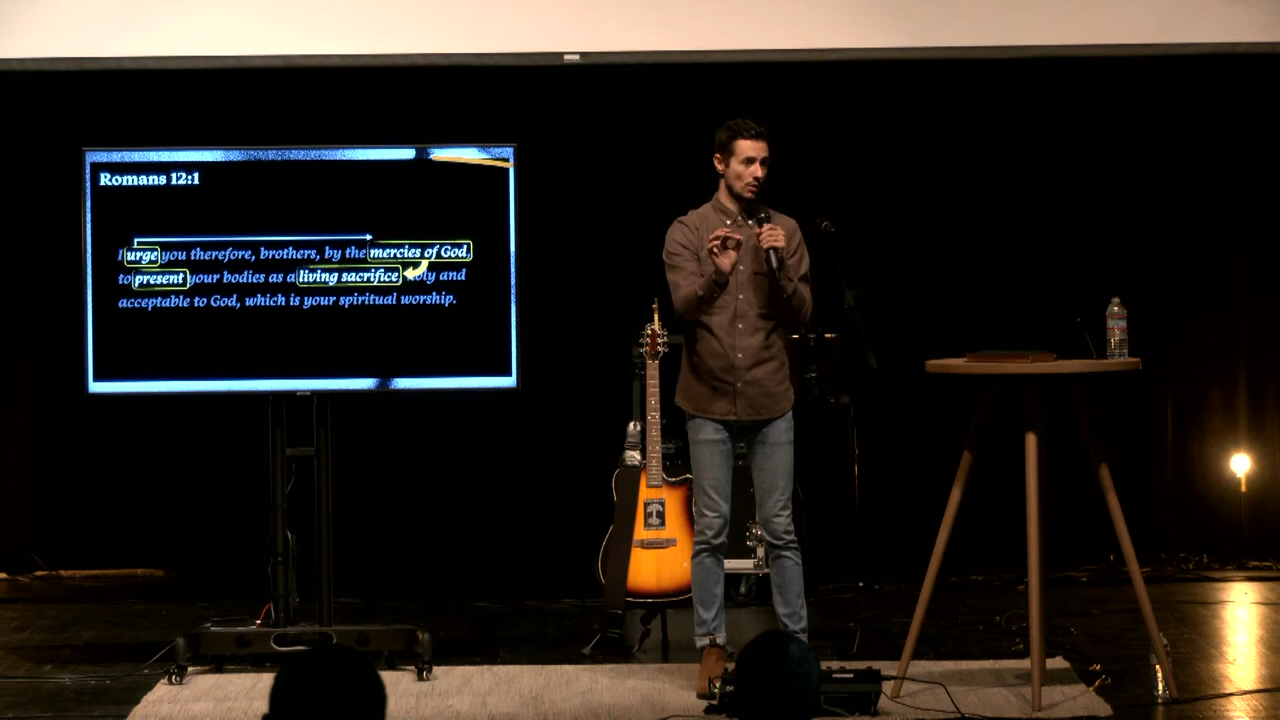 Romans 12:1
I urge you therefore, brothers, by the mercies of God,
to present your bodies as a living sacrifice holy and
acceptable to God, which is your spiritual worship.